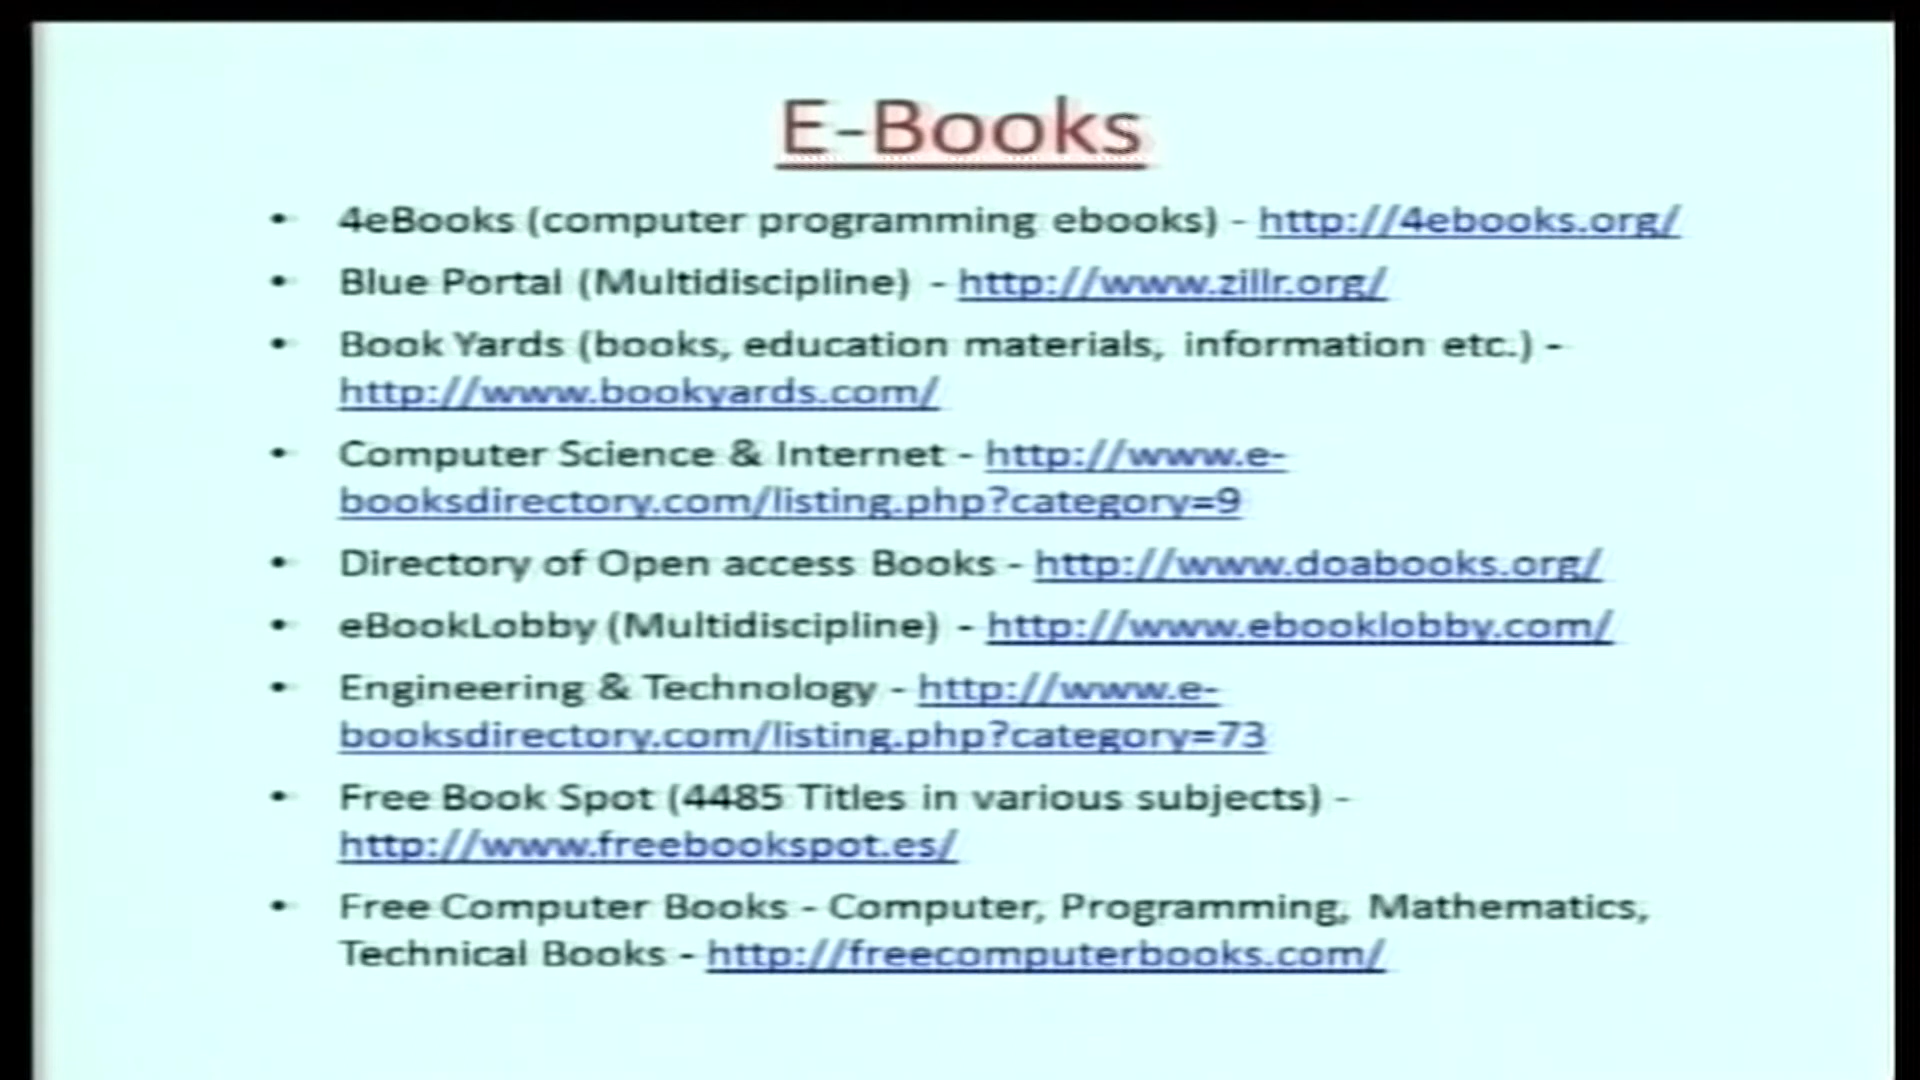 E-Books
• 4eBooks (computer programming ebooks) - http://4ebooks.org/
• Blue Portal (Multidiscipline) - http://www.zillr.org/
• Book Yards (books, education materials, information etc.) -
http://www.bookyards.com/
• Computer Science & Internet - http://www.e-
booksdirectory.com/listing.php?category=9
• Directory of Open access Books - http://www.doabooks.org/
• eBookLobby (Multidiscipline) - http://www.ebooklobby.com/
• Engineering & Technology - http://www.e-
booksdirectory.com/listing.php?category=73
• Free Book Spot (4485 Titles in various subjects) -
http://www.freebookspot.es/
• Free Computer Books - Computer, Programming, Mathematics,
Technical Books - http://freecomputerbooks.com/